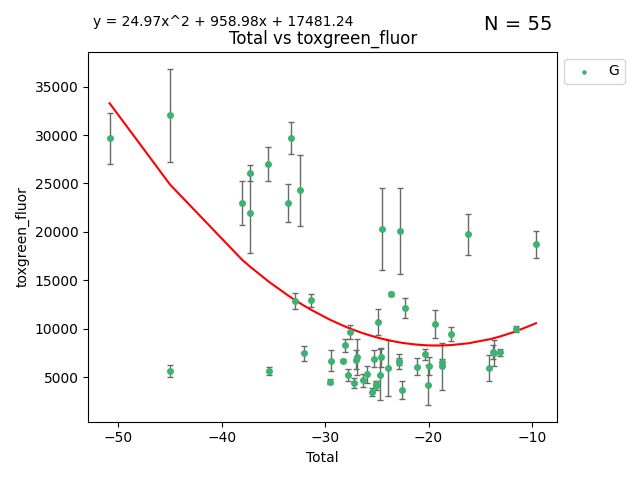 y = 24.97x^2 + 958.98x + 17481.24
N = 55
Total vs toxgreen_fluor
G
35000
30000
25000
20000
15000
10000
5000
toxgreen_fluor
−50 −40 −30 −20 −10
Total